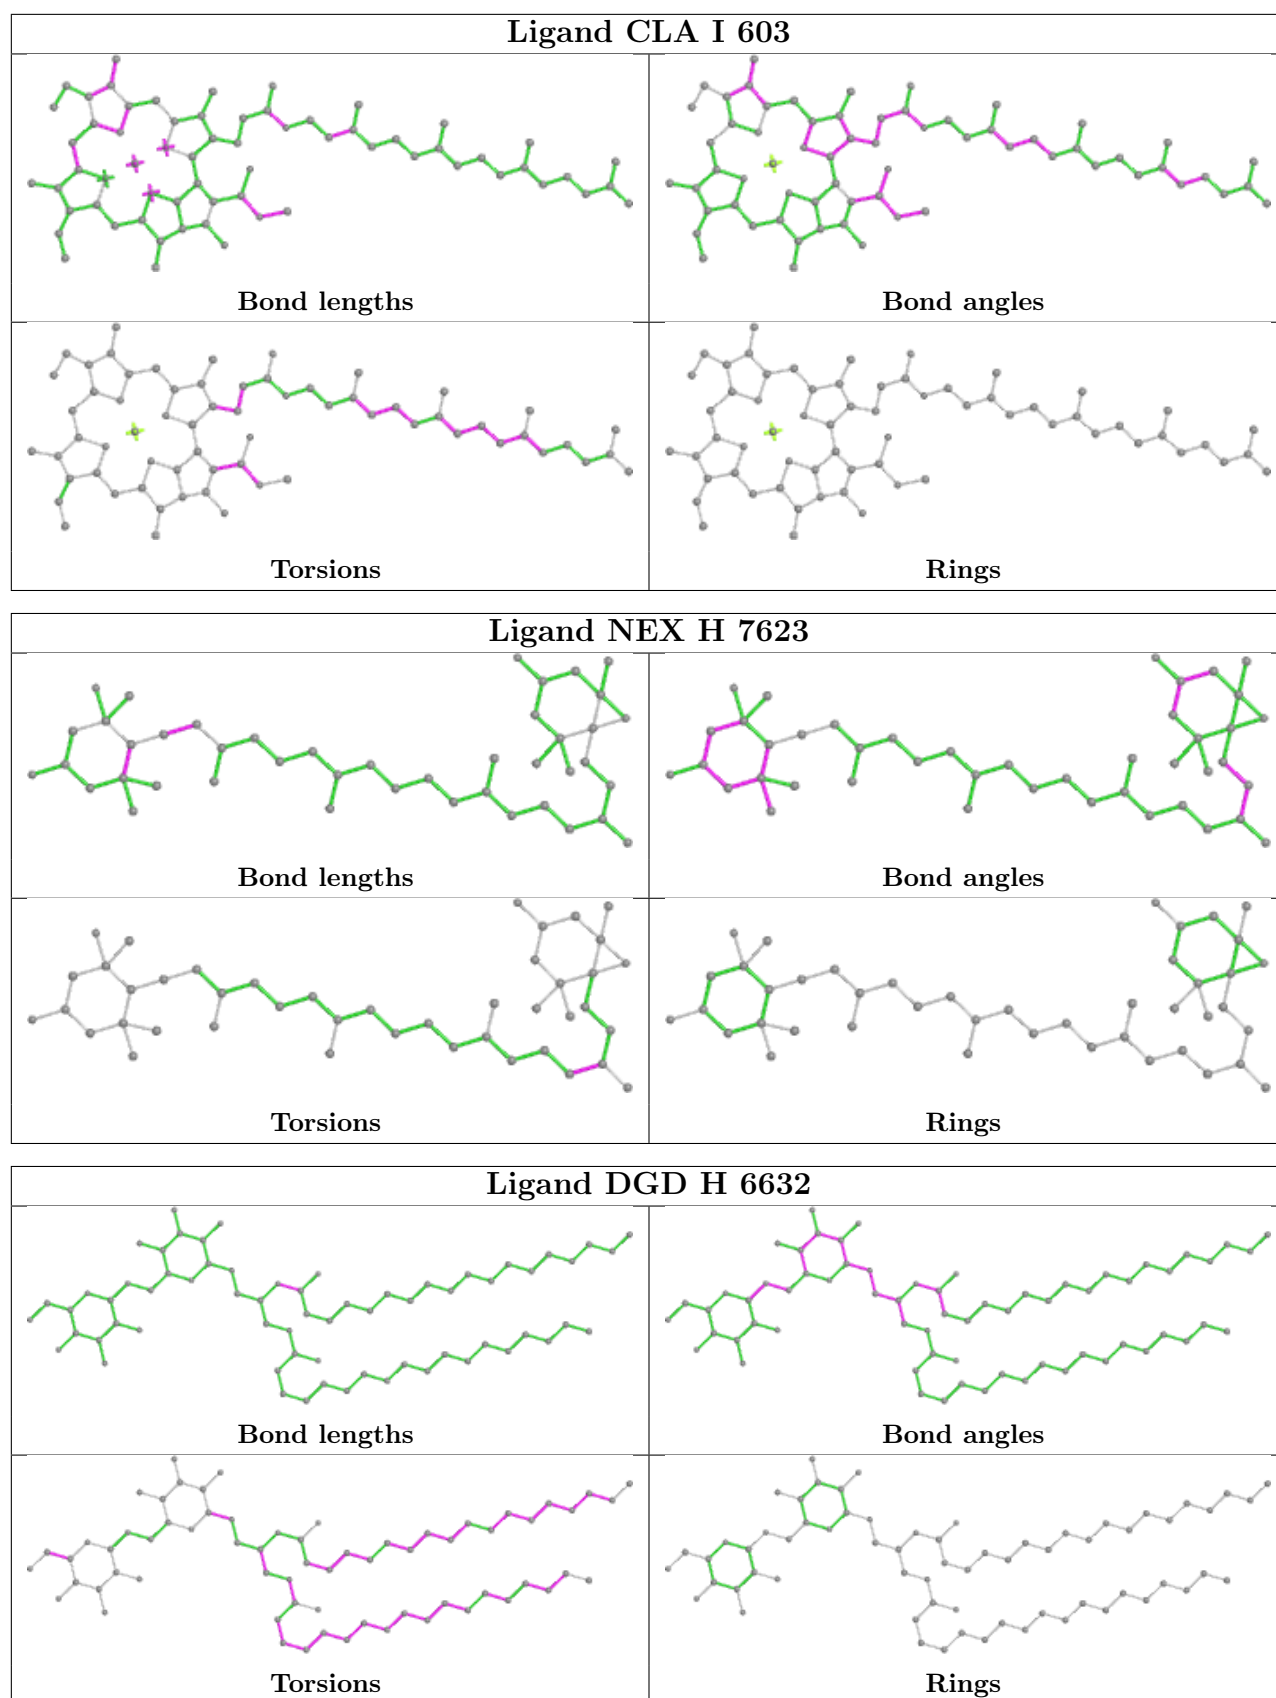 Ligand CLA I 603
Bond lengths
Bond angles
Torsions
Rings
Ligand NEX H 7623
Bond lengths
Bond angles
Torsions
Rings
Ligand DGD H 6632
Bond lengths
Bond angles
Torsions
Rings